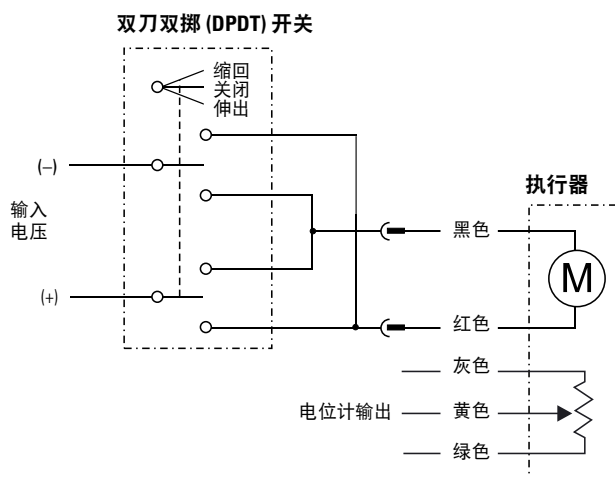 双刀双掷 (DPDT) 开关
缩回
关闭
伸出
(–)
输入
电压
(+)
执行器
黑色
M
红色
灰色
电位计输出
黄色
绿色